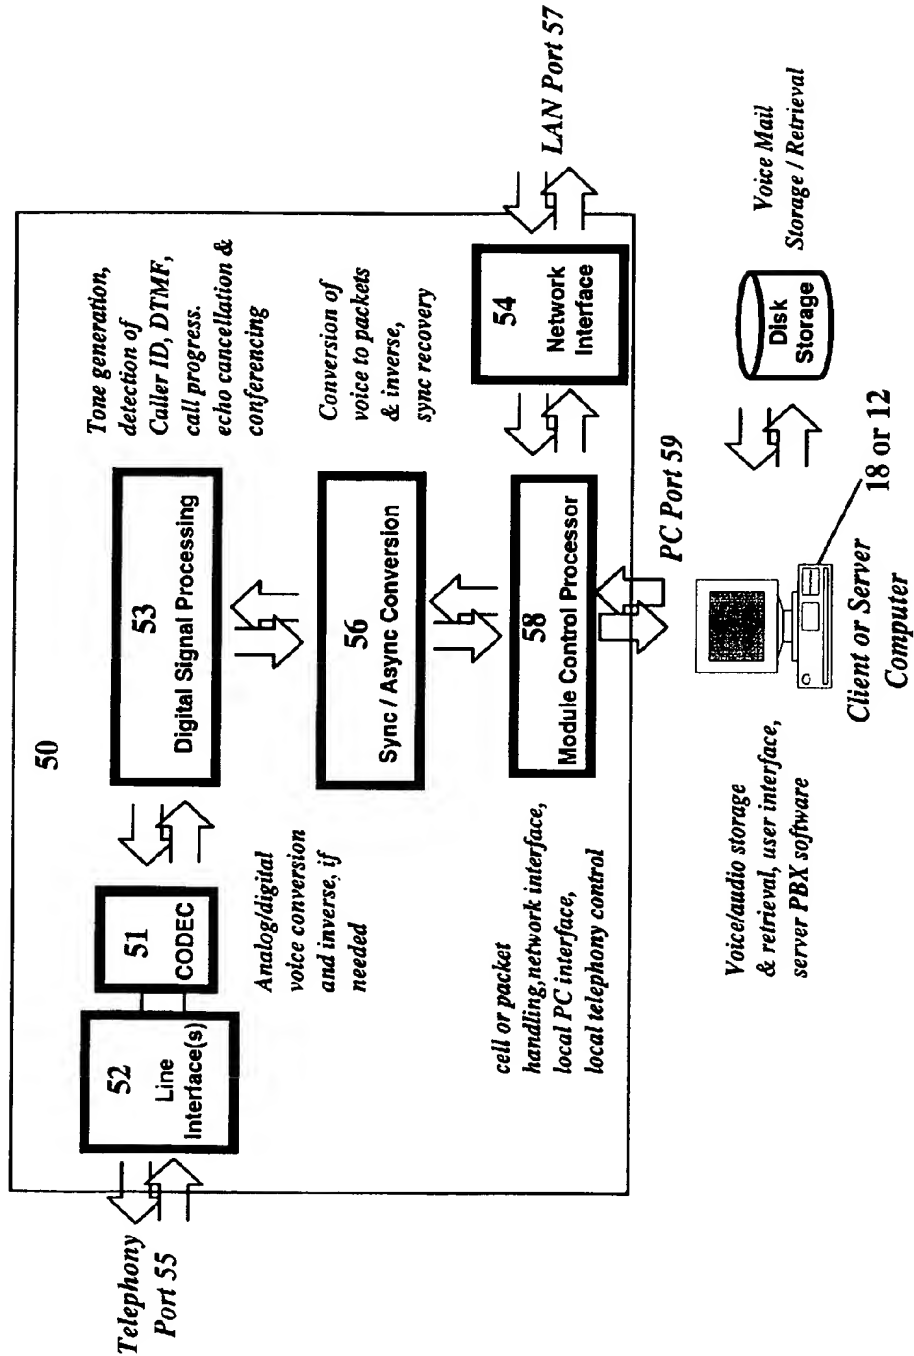 50
Telephony
Port 55
52
Line
Interface(s)
51
CODEC
Analog/digital
voice conversion
and inverse, if
needed
53
Digital Signal Processing
Tone generation,
detection of
Caller ID, DTMF,
call progress.
echo cancellation &
conferencing
56
Sync / Async Conversion
Conversion of
voice to packets
& inverse,
sync recovery
58
Module Control Processor
cell or packet
handling,network interface,
local PC interface,
local telephony control
54
Network
Interface
LAN Port 57
PC Port 59
Voice/audio storage
& retrieval, user interface,
server PBX software
Client or Server
Computer
18 or 12
Disk
Storage
Voice Mail
Storage / Retrieval